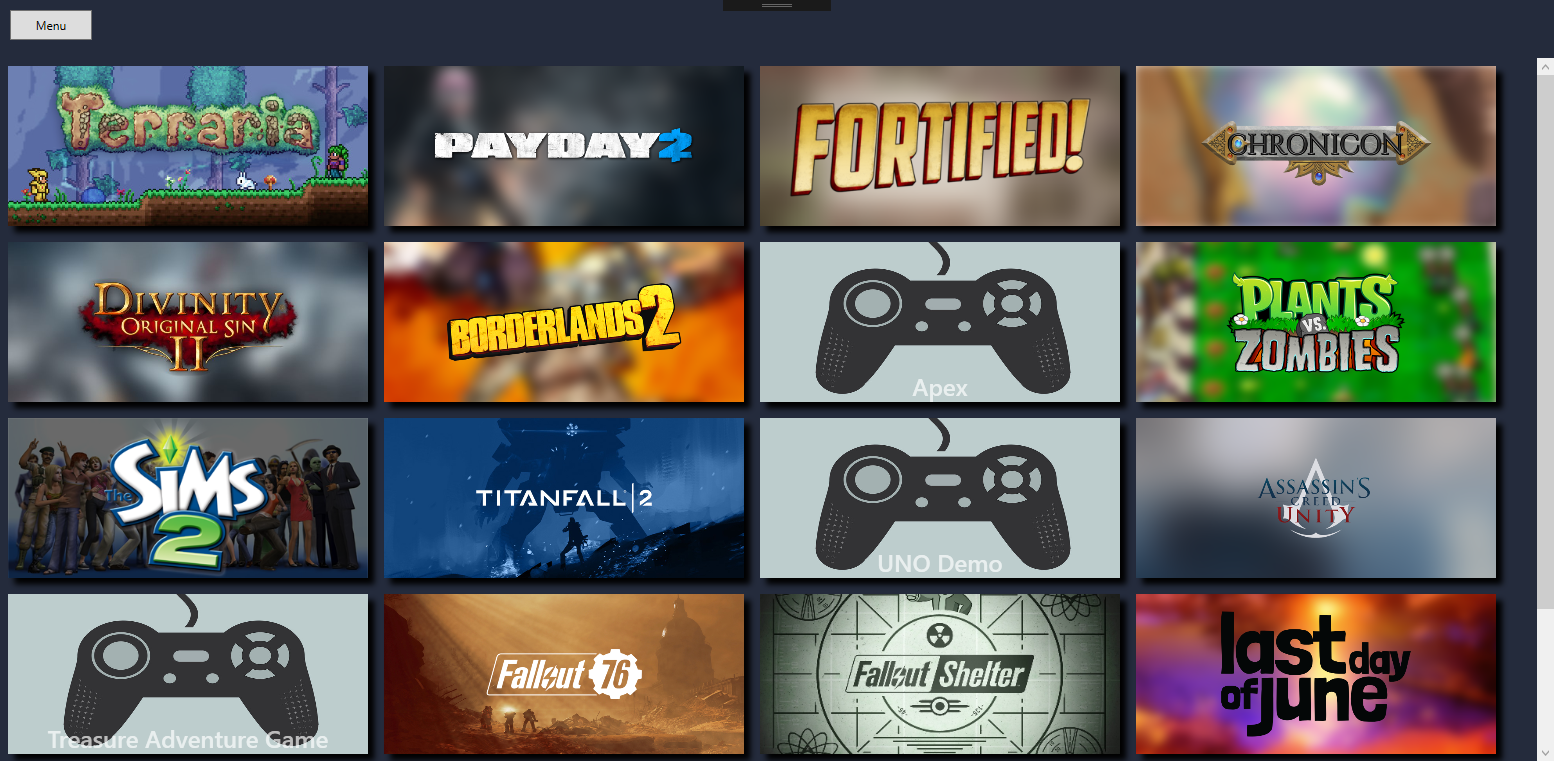 Menu
Terraria
PAYDAY 2
FORTIFIED!
CHRONICON
DIVINITY
ORIGINAL SIN
II
BORDERLANDS 2
Apex
PLANTS
VS.
ZOMBIES
The SiMS
2
TITANFALL|2
UNO Demo
ASSASSIN'S
CREED
UNITY
Treasure Adventure Game
Fallout 76
Fallout Shelter
last day
of june